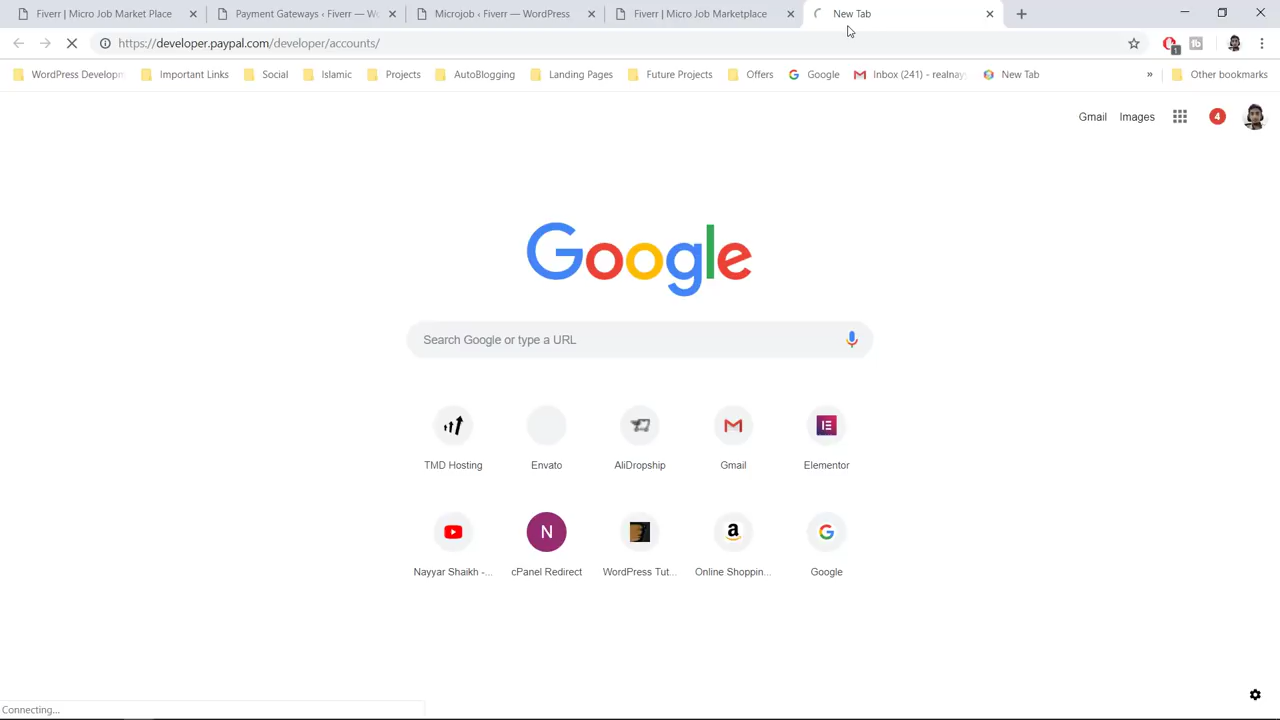 Fiverr | Micro Job Market Place
Payment Gateways ‹ Fiverr — W
Microjob ‹ Fiverr — WordPress
Fiverr | Micro Job Marketplace
New Tab
https://developer.paypal.com/developer/accounts/
1
WordPress Developm
Important Links
Social
Islamic
Projects
AutoBlogging
Landing Pages
Future Projects
Offers
Google
Inbox (241) - realnay
New Tab
»
Other bookmarks
Gmail
Images
4
Google
Search Google or type a URL
TMD Hosting
Envato
AliDropship
Gmail
Elementor
N
a
Nayyar Shaikh -...
cPanel Redirect
WordPress Tut...
Online Shoppin...
Google
Connecting...